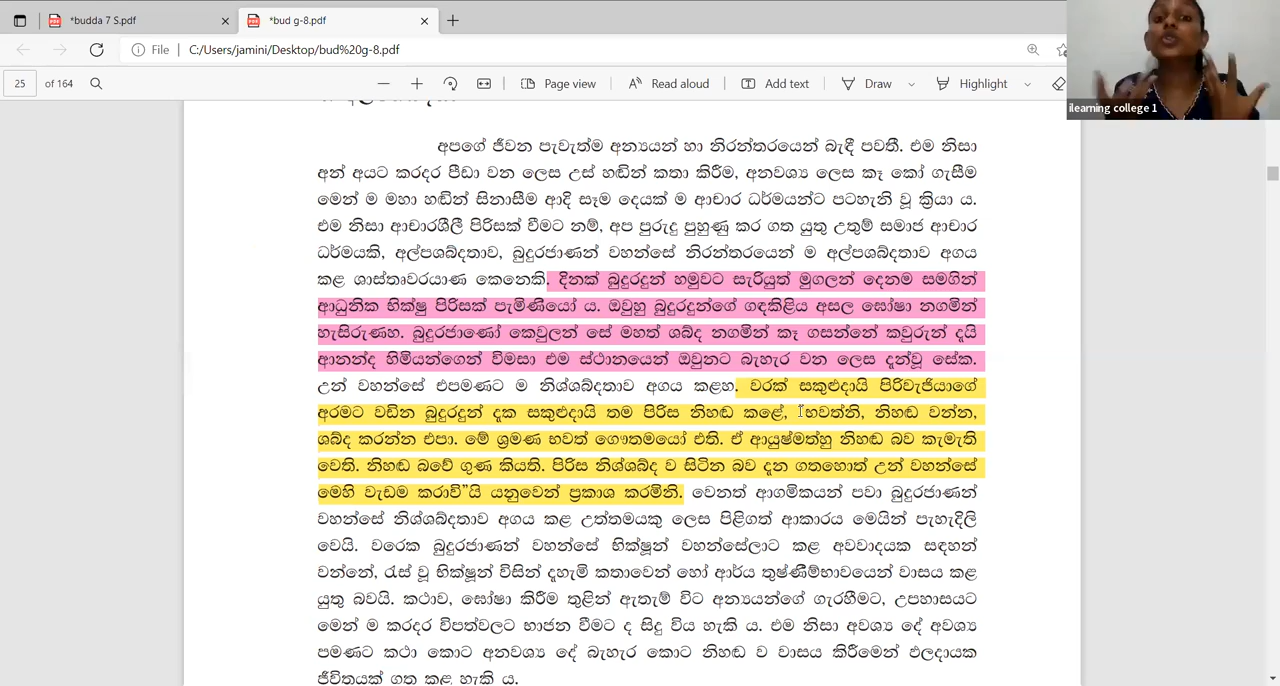 *budda 7 S.pdf
*bud g-8.pdf
File
C:/Users/jamini/Desktop/bud%20g-8.pdf
25 of 164
Page view
Read aloud
Add text
Draw
Highlight
ilearning college 1
අපගේ ජීවන පැවැත්ම අන්‍යයන් හා නිරන්තරයෙන් බැඳී පවතී. එම නිසා
අන් අයට කරදර පීඩා වන ලෙස උස් හඬින් කතා කිරීම, අනවශ්‍ය ලෙස කෑ කෝ ගැසීම
මෙන් ම මහා හඬින් සිනාසීම ආදි සෑම දෙයක් ම ආචාර ධර්මයන්ට පටහැනි වූ ක්‍රියා ය.
එම නිසා ආචාරශීලී පිරිසක් වීමට නම්, අප පුරුදු පුහුණු කර ගත යුතු උතුම් සමාජ ආචාර
ධර්මයකි, අල්පශබ්දතාව, බුදුරජාණන් වහන්සේ නිරන්තරයෙන් ම අල්පශබ්දතාව අගය
කළ ශාස්තෘවරයාණ කෙනෙකි. දිනක් බුදුරදුන් හමුවට සැරියුත් මුගලන් දෙනම සමගින්
ආධුනික භික්ෂු පිරිසක් පැමිණියෝ ය. ඔවුහු බුදුරදුන්ගේ ගඳකිළිය අසල ඝෝෂා නගමින්
හැසිරුණහ. බුදුරජාණෝ කෙවුලන් සේ මහත් ශබ්ද නගමින් කෑ ගසන්නේ කවුරුන් දැයි
ආනන්ද හිමියන්ගෙන් විමසා එම ස්ථානයෙන් ඔවුනට බැහැර වන ලෙස දැන්වූ සේක.
උන් වහන්සේ එපමණට ම නිශ්ශබ්දතාව අගය කළහ. වරක් සකුළුදායි පිරිවැජියාගේ
අරමට වඩින බුදුරදුන් දැක සකුළුදායි තම පිරිස නිහඬ කළේ, භවත්නි, නිහඬ වන්න,
ශබ්ද කරන්න එපා. මේ ශ්‍රමණ භවත් ගෞතමයෝ එති. ඒ ආයුෂ්මත්හු නිහඬ බව කැමැති
වෙති. නිහඬ බවේ ගුණ කියති. පිරිස නිශ්ශබ්ද ව සිටින බව දැන ගතහොත් උන් වහන්සේ
මෙහි වැඩම කරාවි”යි යනුවෙන් ප්‍රකාශ කරමිනි. වෙනත් ආගමිකයන් පවා බුදුරජාණන්
වහන්සේ නිශ්ශබ්දතාව අගය කළ උත්තමයකු ලෙස පිළිගත් ආකාරය මෙයින් පැහැදිලි
වෙයි. වරෙක බුදුරජාණන් වහන්සේ භික්ෂූන් වහන්සේලාට කළ අවවාදයක සඳහන්
වන්නේ, රැස් වූ භික්ෂූන් විසින් දැහැමි කතාවෙන් හෝ ආර්ය තුෂ්ණීම්භාවයෙන් වාසය කළ
යුතු බවයි. කථාව, ඝෝෂා කිරීම තුළින් ඇතැම් විට අන්‍යයන්ගේ ගැරහීමට, උපහාසයට
මෙන් ම කරදර විපත්වලට භාජන වීමට ද සිදු විය හැකි ය. එම නිසා අවශ්‍ය දේ අවශ්‍ය
පමණට කථා කොට අනවශ්‍ය දේ බැහැර කොට නිහඬ ව වාසය කිරීමෙන් ඵලදායක
ජීවිතයක් ගත කළ හැකි ය.